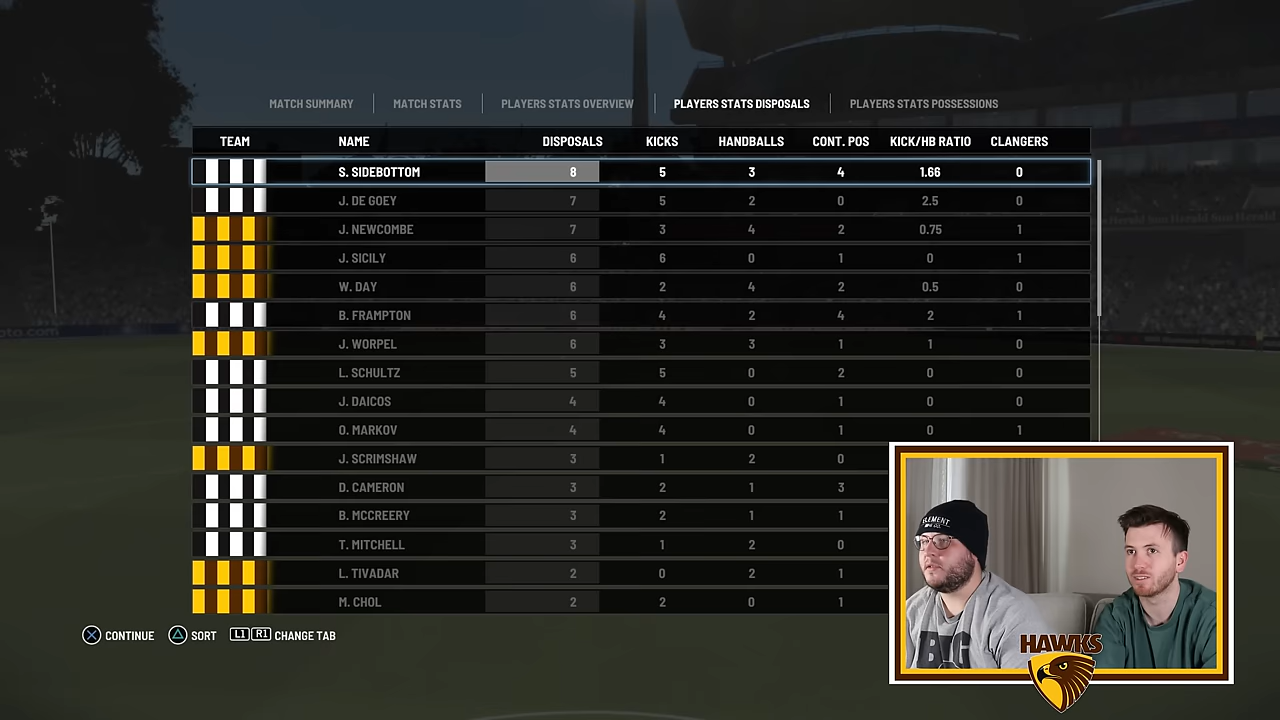 MATCH SUMMARY MATCH STATS PLAYERS STATS OVERVIEW PLAYERS STATS DISPOSALS PLAYERS STATS POSSESSIONS
TEAM NAME DISPOSALS KICKS HANDBALLS CONT. POS KICK/HB RATIO CLANGERS
S. SIDEBOTTOM 8 5 3 4 1.66 0
J. DE GOEY 7 5 2 0 2.5 0
J. NEWCOMBE 7 3 4 2 0.75 1
J. SICILY 6 6 0 1 0 1
W. DAY 6 2 4 2 0.5 0
B. FRAMPTON 6 4 2 4 2 1
J. WORPEL 6 3 3 1 1 0
L. SCHULTZ 5 5 0 2 0 0
J. DAICOS 4 4 0 1 0 0
O. MARKOV 4 4 0 1 0 1
J. SCRIMSHAW 3 1 2 0
D. CAMERON 3 2 1 3
B. MCCREERY 3 2 1 1
T. MITCHELL 3 1 2 0
L. TIVADAR 2 0 2 1
M. CHOL 2 2 0 1
CONTINUE SORT L1 R1 CHANGE TAB
ELEMENT
HAWKS